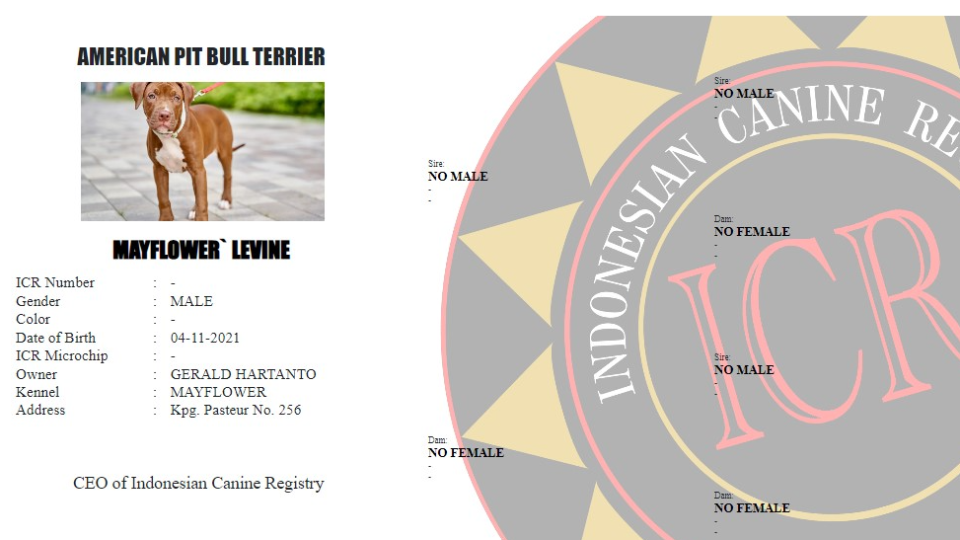 AMERICAN PIT BULL TERRIER
MAYFLOWER` LEVINE
ICR Number : -
Gender : MALE
Color : -
Date of Birth : 04-11-2021
ICR Microchip : -
Owner : GERALD HARTANTO
Kennel : MAYFLOWER
Address : Kpg. Pasteur No. 256
CEO of Indonesian Canine Registry
Sire:
NO MALE
-
-
Dam:
NO FEMALE
-
-
Sire:
NO MALE
-
-
Dam:
NO FEMALE
-
-
Sire:
NO MALE
-
-
Dam:
NO FEMALE
-
-
INDONESIAN CANINE RE
ICR